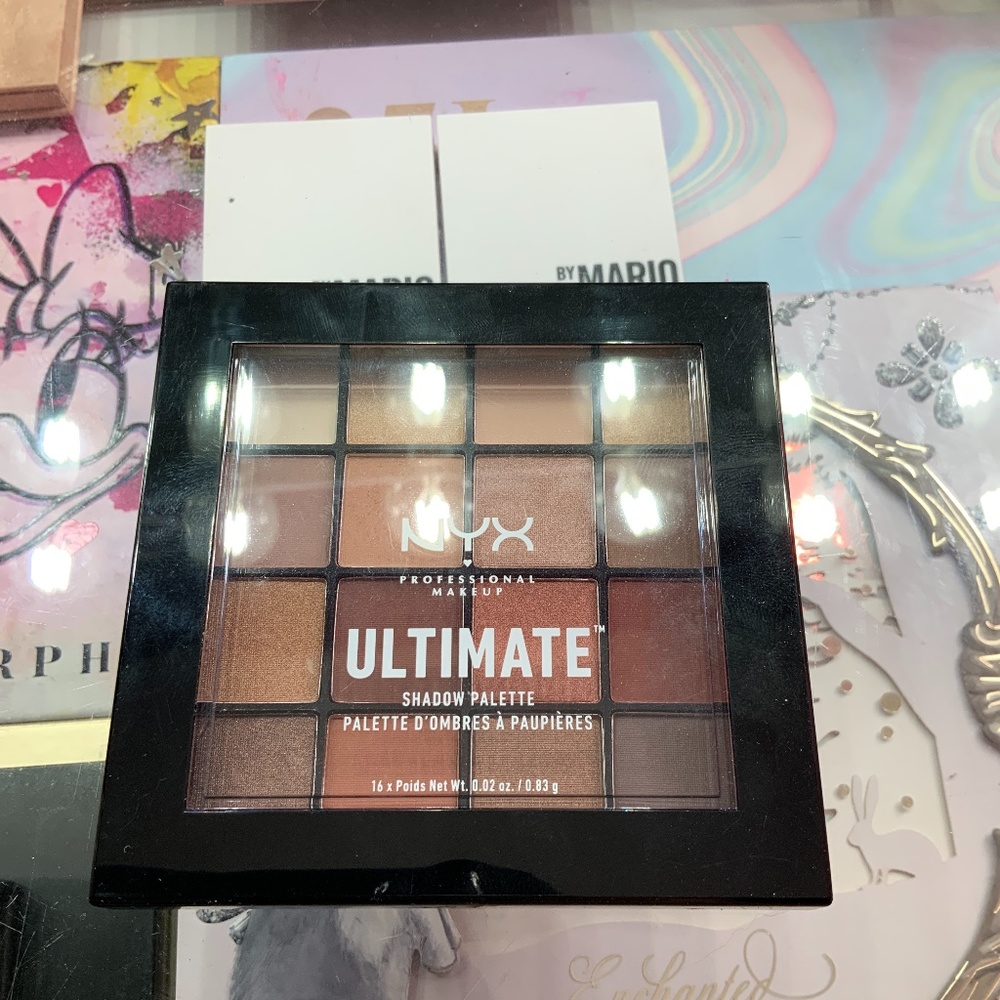 BY MARIO
RPH
NYX
PROFESSIONAL
MAKEUP
ULTIMATE™
SHADOW PALETTE
PALETTE D'OMBRES À PAUPIÈRES
16 x Poids Net Wt. 0.02 oz. / 0.83 g
Enchanted